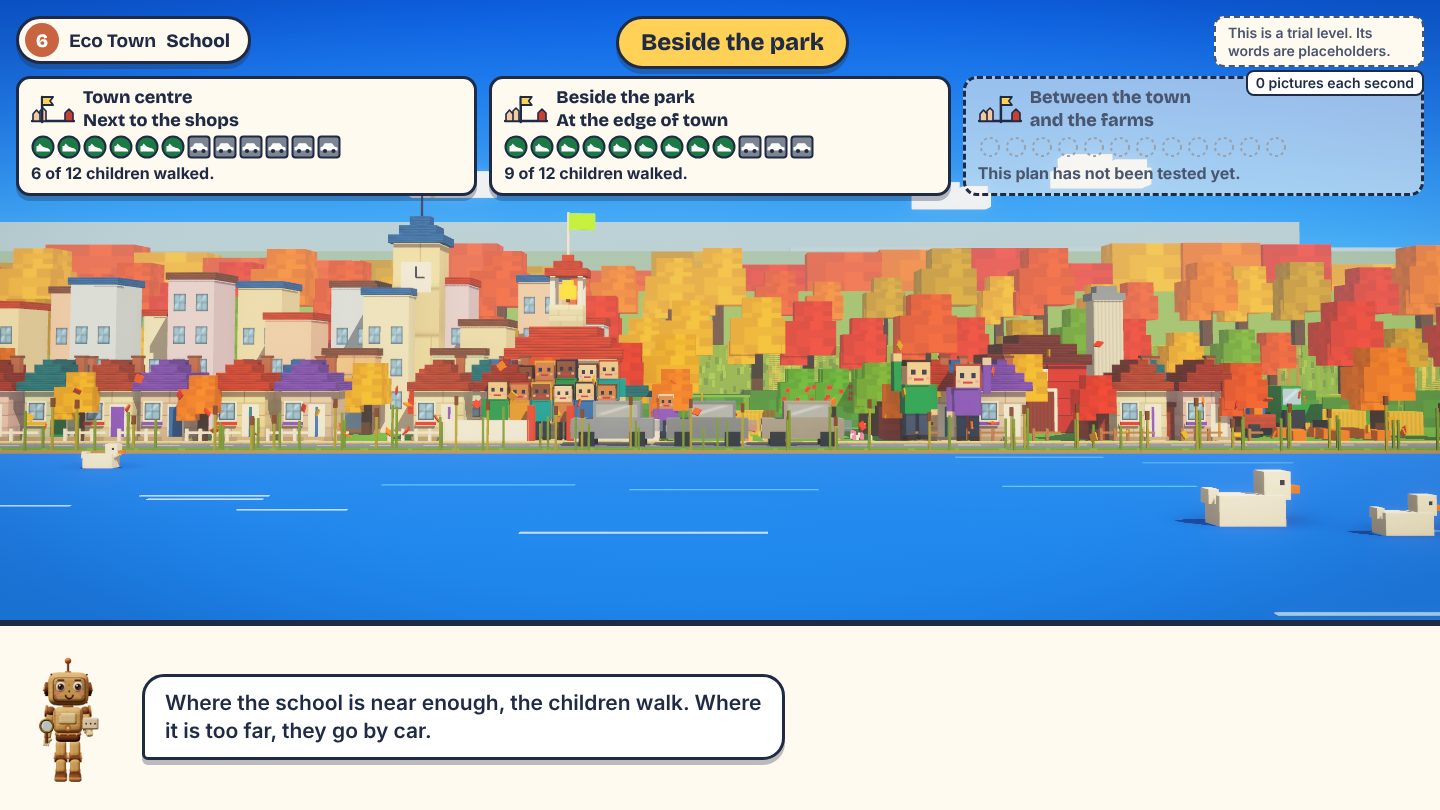 6 Eco Town School
Beside the park
This is a trial level. Its
words are placeholders.
0 pictures each second
Town centre
Next to the shops
6 of 12 children walked.
Beside the park
At the edge of town
9 of 12 children walked.
Between the town
and the farms
This plan has not been tested yet.
Where the school is near enough, the children walk. Where
it is too far, they go by car.